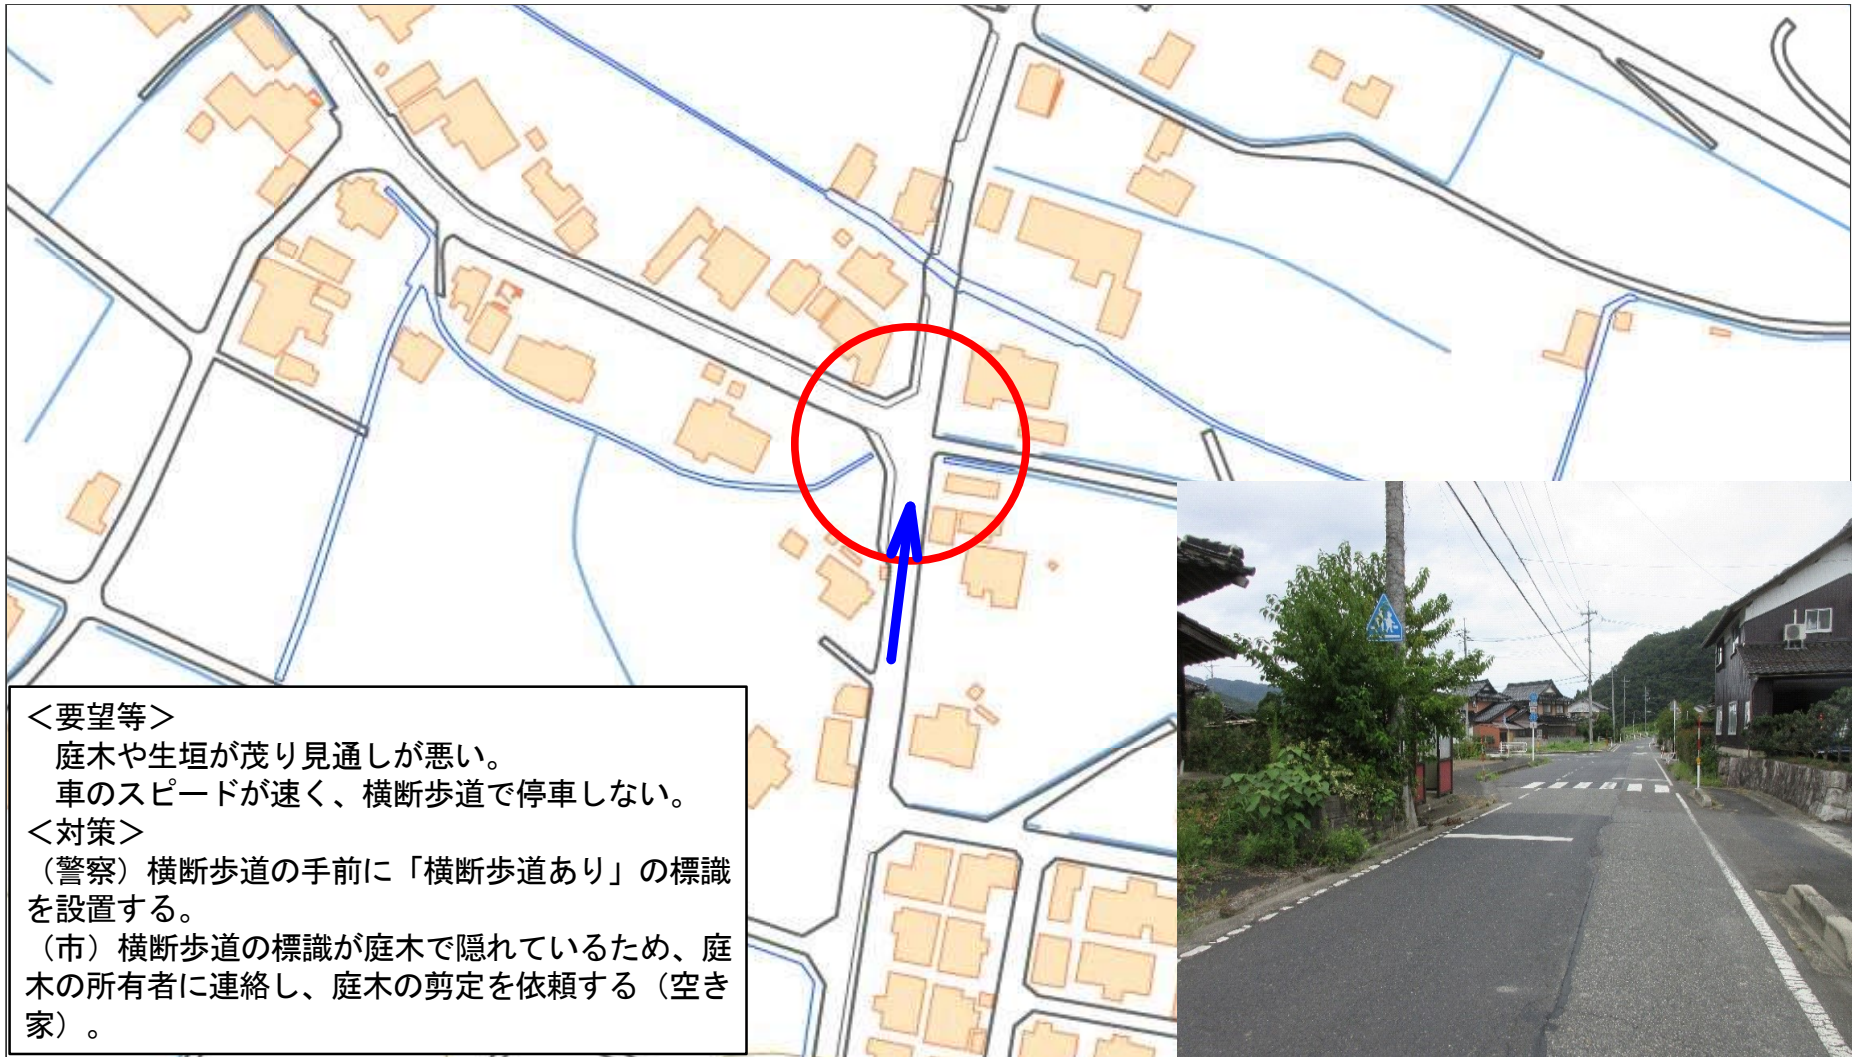 ＜要望等＞
　庭木や生垣が茂り見通しが悪い。
　車のスピードが速く、横断歩道で停車しない。
＜対策＞
（警察）横断歩道の手前に「横断歩道あり」の標識
を設置する。
（市）横断歩道の標識が庭木で隠れているため、庭
木の所有者に連絡し、庭木の剪定を依頼する（空き
家）。